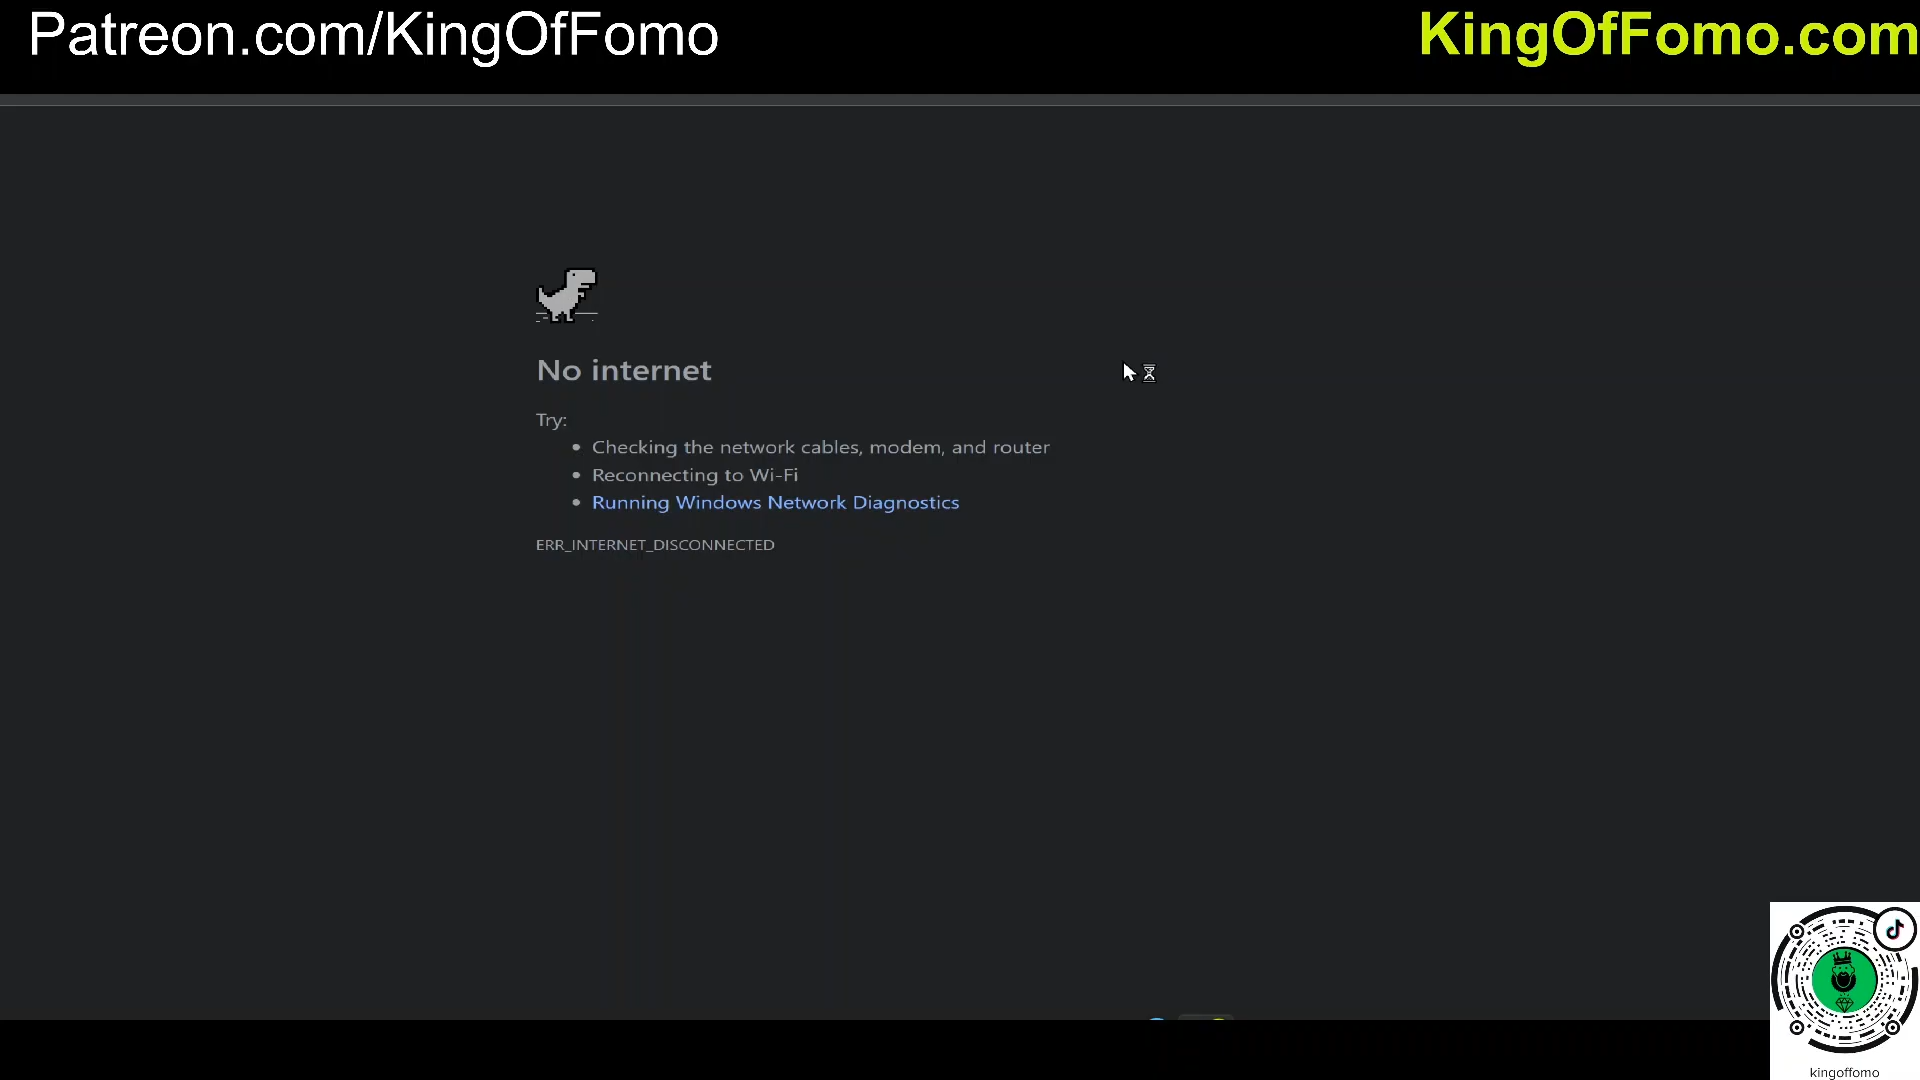 Patreon.com/KingOfFomo
KingOfFomo.com
No internet
Try:
Checking the network cables, modem, and router
Reconnecting to Wi-Fi
Running Windows Network Diagnostics
ERR_INTERNET_DISCONNECTED
kingoffomo